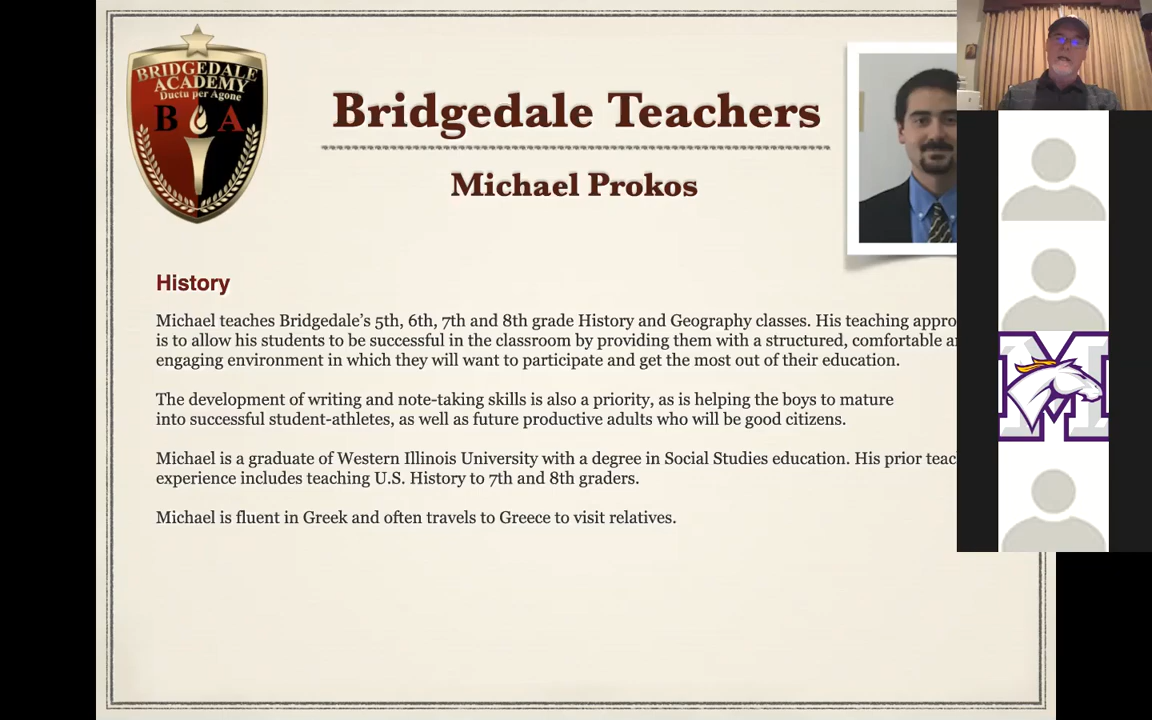 BRIDGEDALE
ACADEMY
Ductu per Agone
B A
Bridgedale Teachers
Michael Prokos
History
Michael teaches Bridgedale’s 5th, 6th, 7th and 8th grade History and Geography classes. His teaching appro
is to allow his students to be successful in the classroom by providing them with a structured, comfortable an
engaging environment in which they will want to participate and get the most out of their education.
The development of writing and note-taking skills is also a priority, as is helping the boys to mature
into successful student-athletes, as well as future productive adults who will be good citizens.
Michael is a graduate of Western Illinois University with a degree in Social Studies education. His prior teac
experience includes teaching U.S. History to 7th and 8th graders.
Michael is fluent in Greek and often travels to Greece to visit relatives.
M